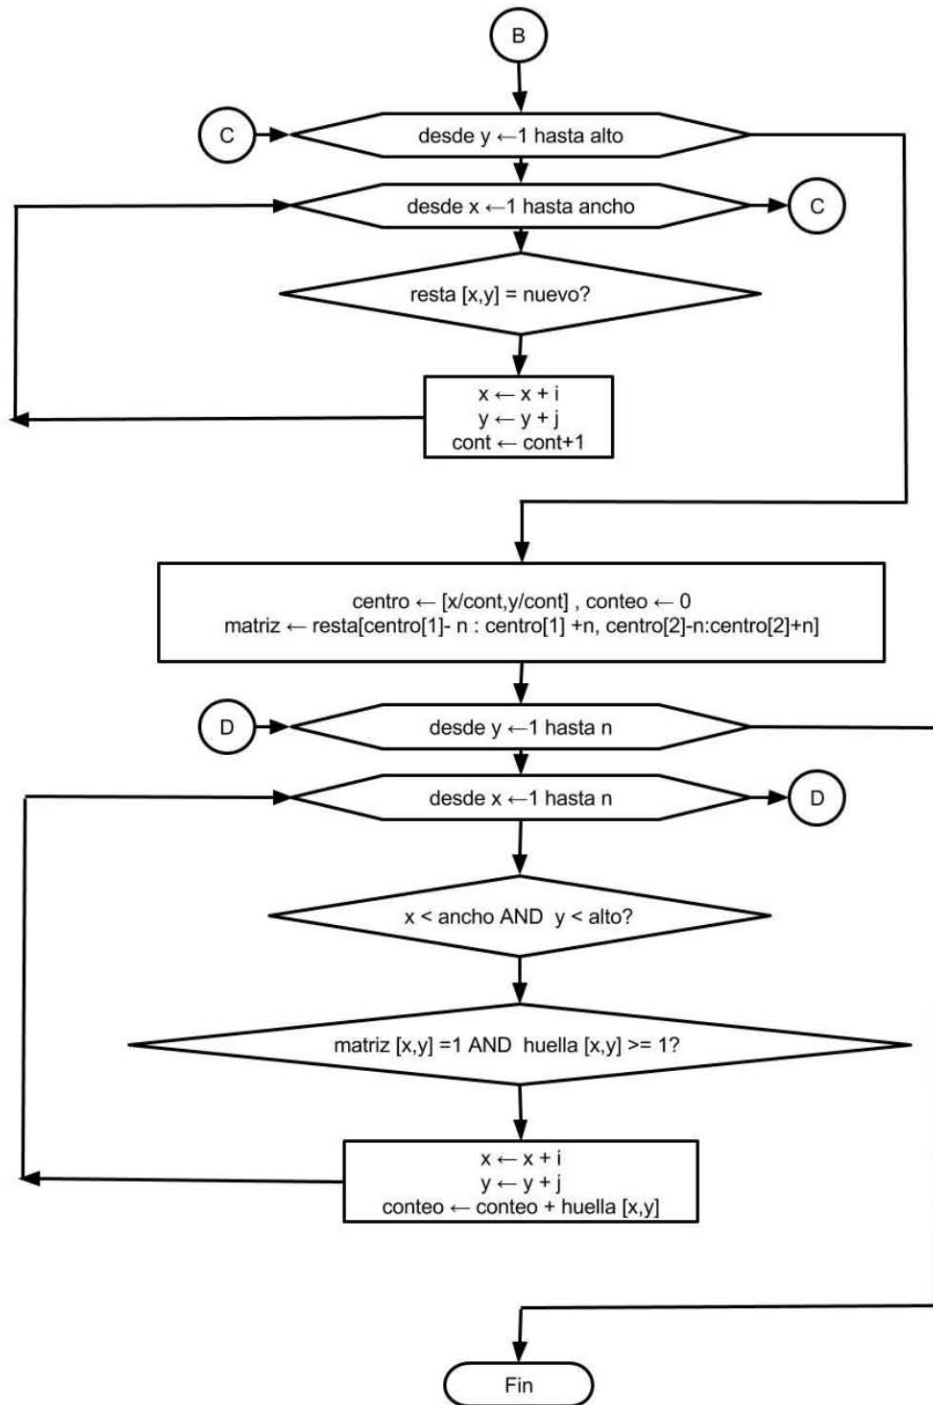 B
C
desde y ←1 hasta alto
desde x ←1 hasta ancho
C
resta [x,y] = nuevo?
x ← x + i
y ← y + j
cont ← cont+1
centro ← [x/cont,y/cont] , conteo ← 0
matriz ← resta[centro[1]- n : centro[1] +n, centro[2]-n:centro[2]+n]
D
desde y ←1 hasta n
desde x ←1 hasta n
D
x < ancho AND y < alto?
matriz [x,y] =1 AND huella [x,y] >= 1?
x ← x + i
y ← y + j
conteo ← conteo + huella [x,y]
Fin